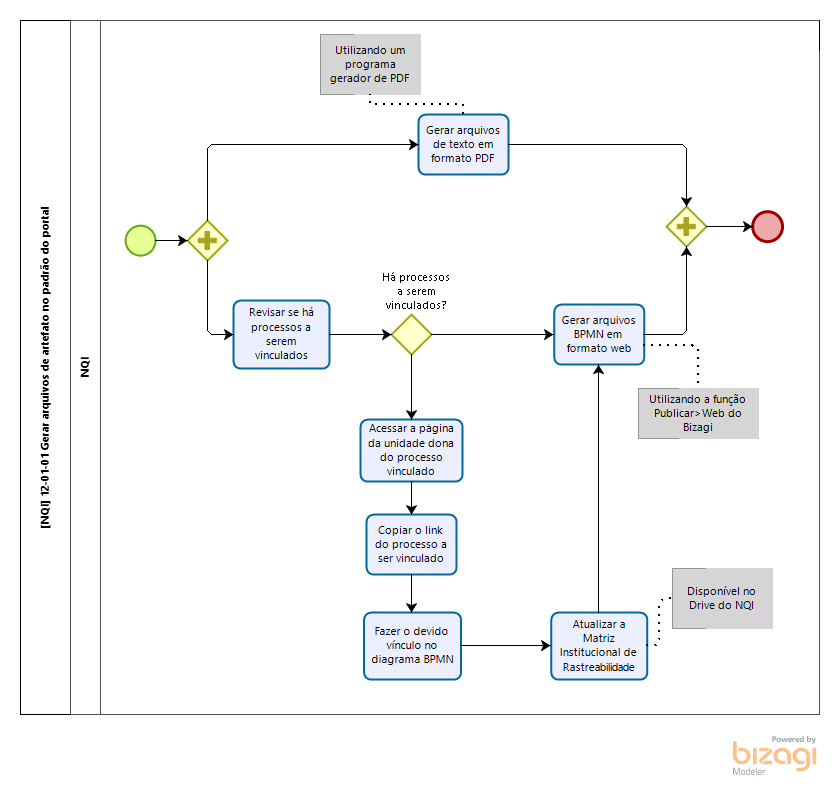 [NQI] 12-01-01 Gerar arquivos de artefato no padrão do portal
NQI
Utilizando um
programa
gerador de PDF
Gerar arquivos
de texto em
formato PDF
Revisar se há
processos a
serem
vinculados
Há processos
a serem
vinculados?
Gerar arquivos
BPMN em
formato web
Utilizando a função
Publicar>Web do
Bizagi
Acessar a página
da unidade dona
do processo
vinculado
Copiar o link
do processo a
ser vinculado
Fazer o devido
vínculo no
diagrama BPMN
Atualizar a
Matriz
Institucional de
Rastreabilidade
Disponível no
Drive do NQI
Powered by
bizagi
Modeler